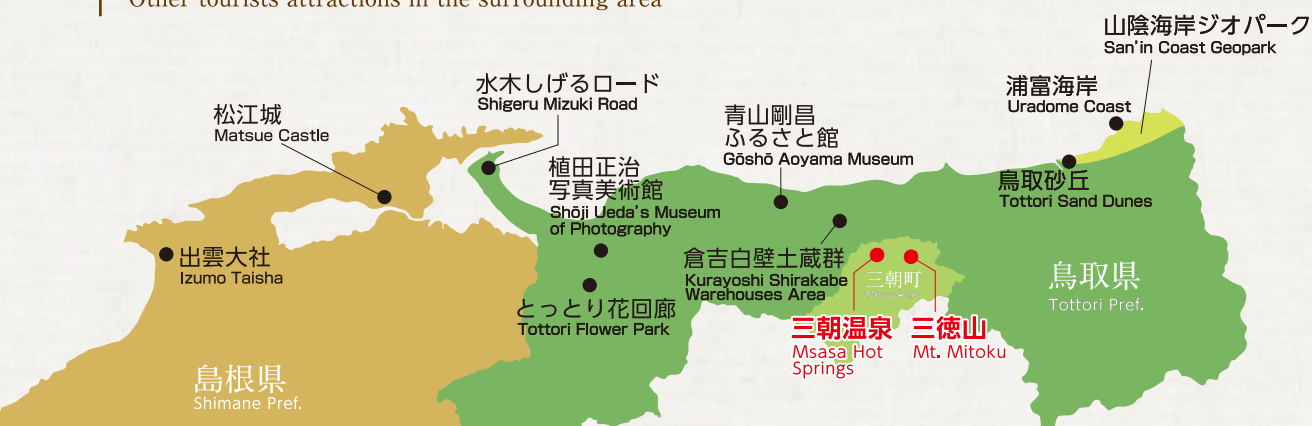 Other tourists attractions in the surrounding area
山陰海岸ジオパーク
San'in Coast Geopark
水木しげるロード
Shigeru Mizuki Road
浦富海岸
Uradome Coast
松江城
Matsue Castle
青山剛昌
ふるさと館
Gōshō Aoyama Museum
植田正治
写真美術館
Shōji Ueda's Museum
of Photography
鳥取砂丘
Tottori Sand Dunes
出雲大社
Izumo Taisha
倉吉白壁土蔵群
Kurayoshi Shirakabe
Warehouses Area
三朝町
鳥取県
Tottori Pref.
とっとり花回廊
Tottori Flower Park
三朝温泉
Msasa Hot
Springs
三徳山
Mt. Mitoku
島根県
Shimane Pref.